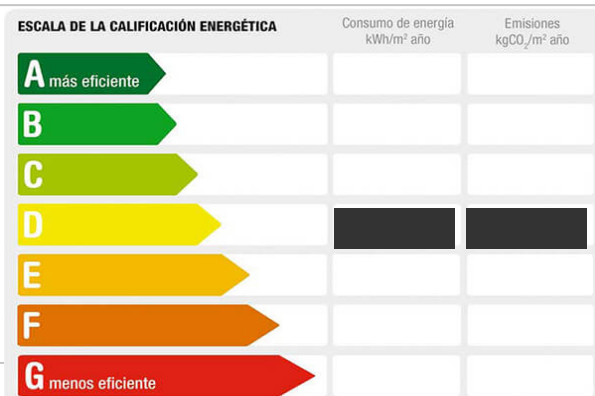 ESCALA DE LA CALIFICACIÓN ENERGÉTICA
Consumo de energía
kWh/m² año
Emisiones
kgCO₂/m² año
A más eficiente
B
C
D
E
F
G menos eficiente